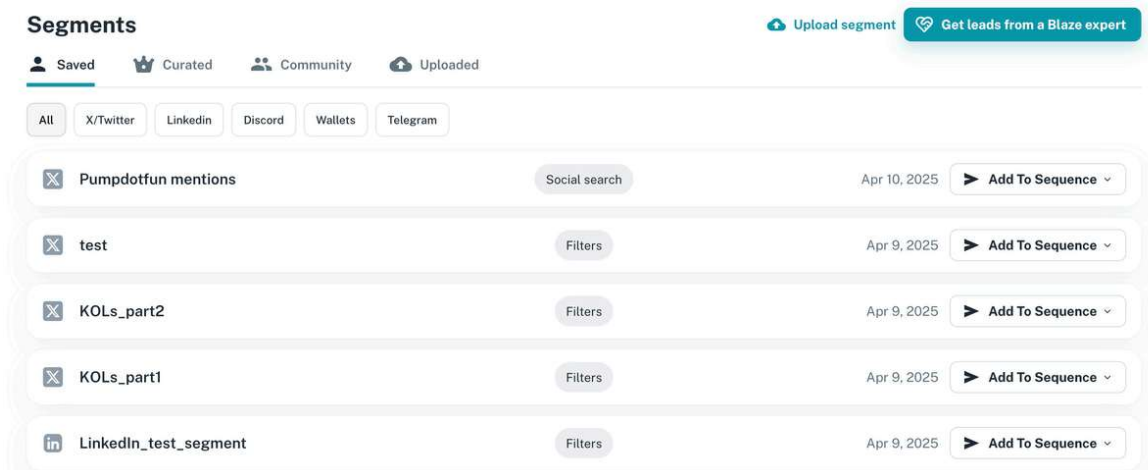 Segments
Upload segment
Get leads from a Blaze expert
Saved
Curated
Community
Uploaded
All
X/Twitter
Linkedin
Discord
Wallets
Telegram
Pumpdotfun mentions
Social search
Apr 10, 2025
Add To Sequence
test
Filters
Apr 9, 2025
Add To Sequence
KOLs_part2
Filters
Apr 9, 2025
Add To Sequence
KOLs_part1
Filters
Apr 9, 2025
Add To Sequence
in
LinkedIn_test_segment
Filters
Apr 9, 2025
Add To Sequence